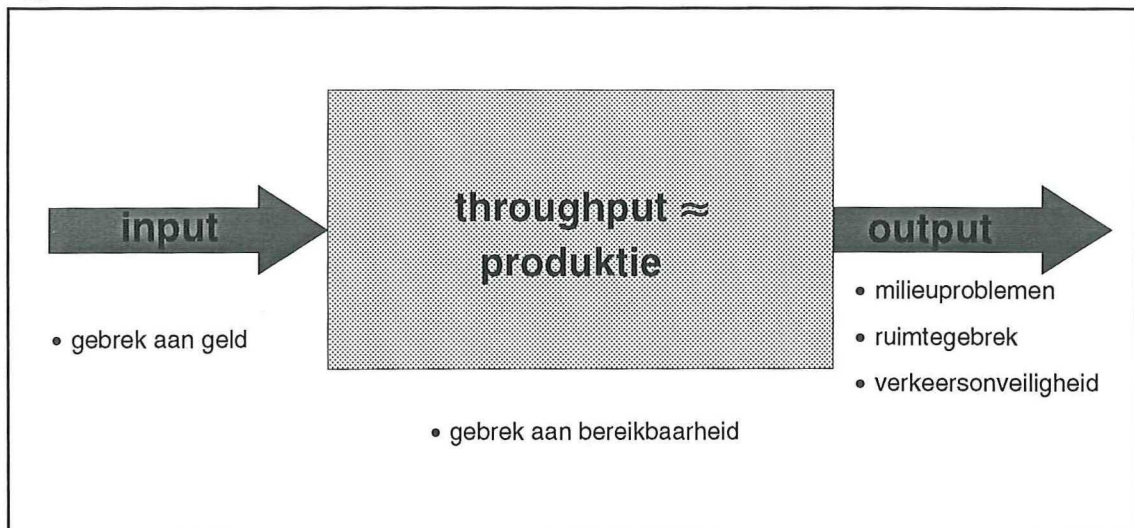 input
throughput ≈
produktie
output
• gebrek aan geld
• gebrek aan bereikbaarheid
• milieuproblemen
• ruimtegebrek
• verkeersonveiligheid